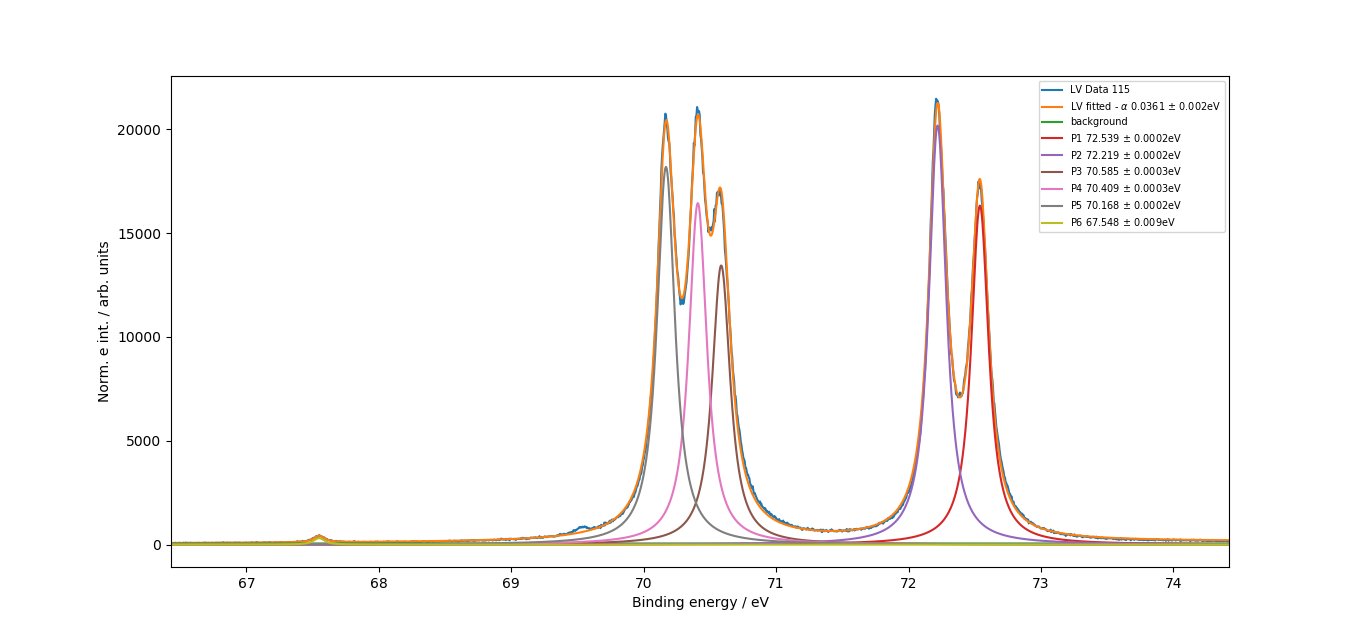 LV Data 115
LV fitted - α 0.0361 ± 0.002eV
background
P1 72.539 ± 0.0002eV
P2 72.219 ± 0.0002eV
P3 70.585 ± 0.0003eV
P4 70.409 ± 0.0003eV
P5 70.168 ± 0.0002eV
P6 67.548 ± 0.009eV
20000
15000
10000
5000
0
Norm. e int. / arb. units
67 68 69 70 71 72 73 74
Binding energy / eV